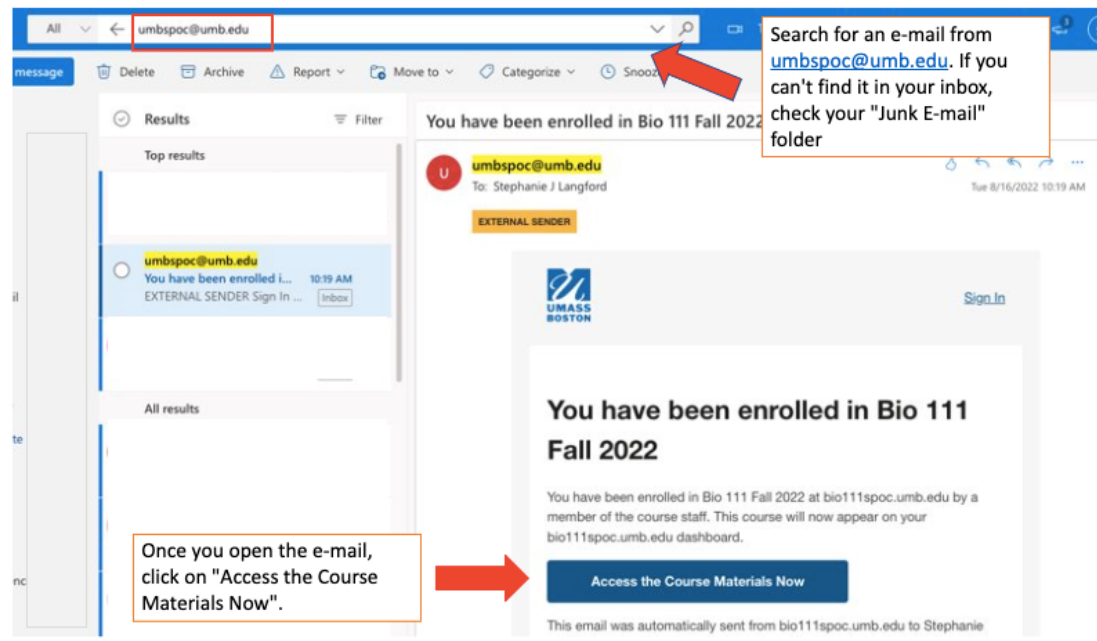 All
umbspoc@umb.edu
message
Delete
Archive
Report
Move to
Categorize
Search for an e-mail from
umbspoc@umb.edu. If you
can't find it in your inbox,
check your "Junk E-mail"
folder
Results
Filter
Top results
umbspoc@umb.edu
You have been enrolled i...
10:19 AM
EXTERNAL SENDER Sign In ...
Inbox
All results
You have been enrolled in Bio 111 Fall 2022
U
umbspoc@umb.edu
To: Stephanie J Langford
Tue 8/16/2022 10:19 AM
EXTERNAL SENDER
UMASS
BOSTON
Sign In
You have been enrolled in Bio 111
Fall 2022
You have been enrolled in Bio 111 Fall 2022 at bio111spoc.umb.edu by a
member of the course staff. This course will now appear on your
bio111spoc.umb.edu dashboard.
Once you open the e-mail,
click on "Access the Course
Materials Now".
Access the Course Materials Now
This email was automatically sent from bio111spoc.umb.edu to Stephanie